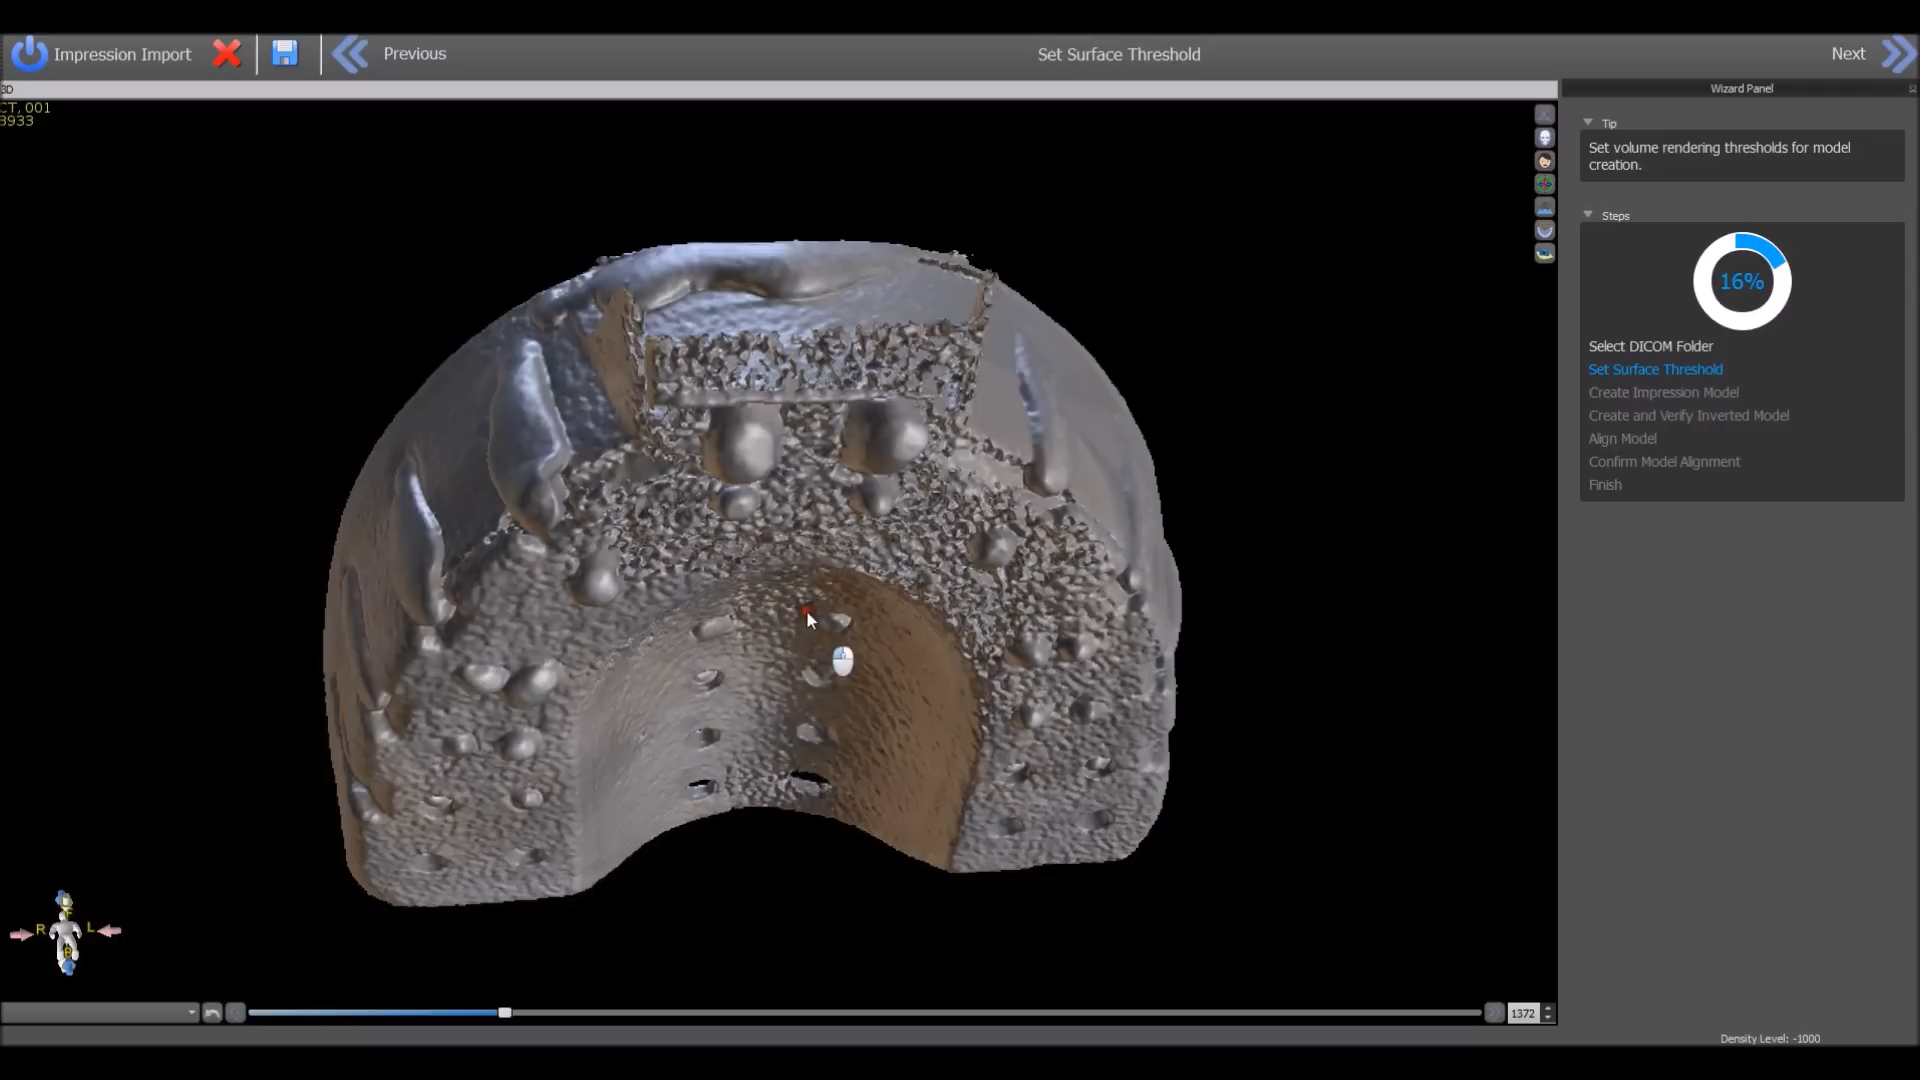 Impression Import
Previous
Set Surface Threshold
Next
3D
Wizard Panel
CT, 001
3933
Tip
Set volume rendering thresholds for model
creation.
Steps
16%
Select DICOM Folder
Set Surface Threshold
Create Impression Model
Create and Verify Inverted Model
Align Model
Confirm Model Alignment
Finish
F
R
L
B
1372
Density Level: -1000